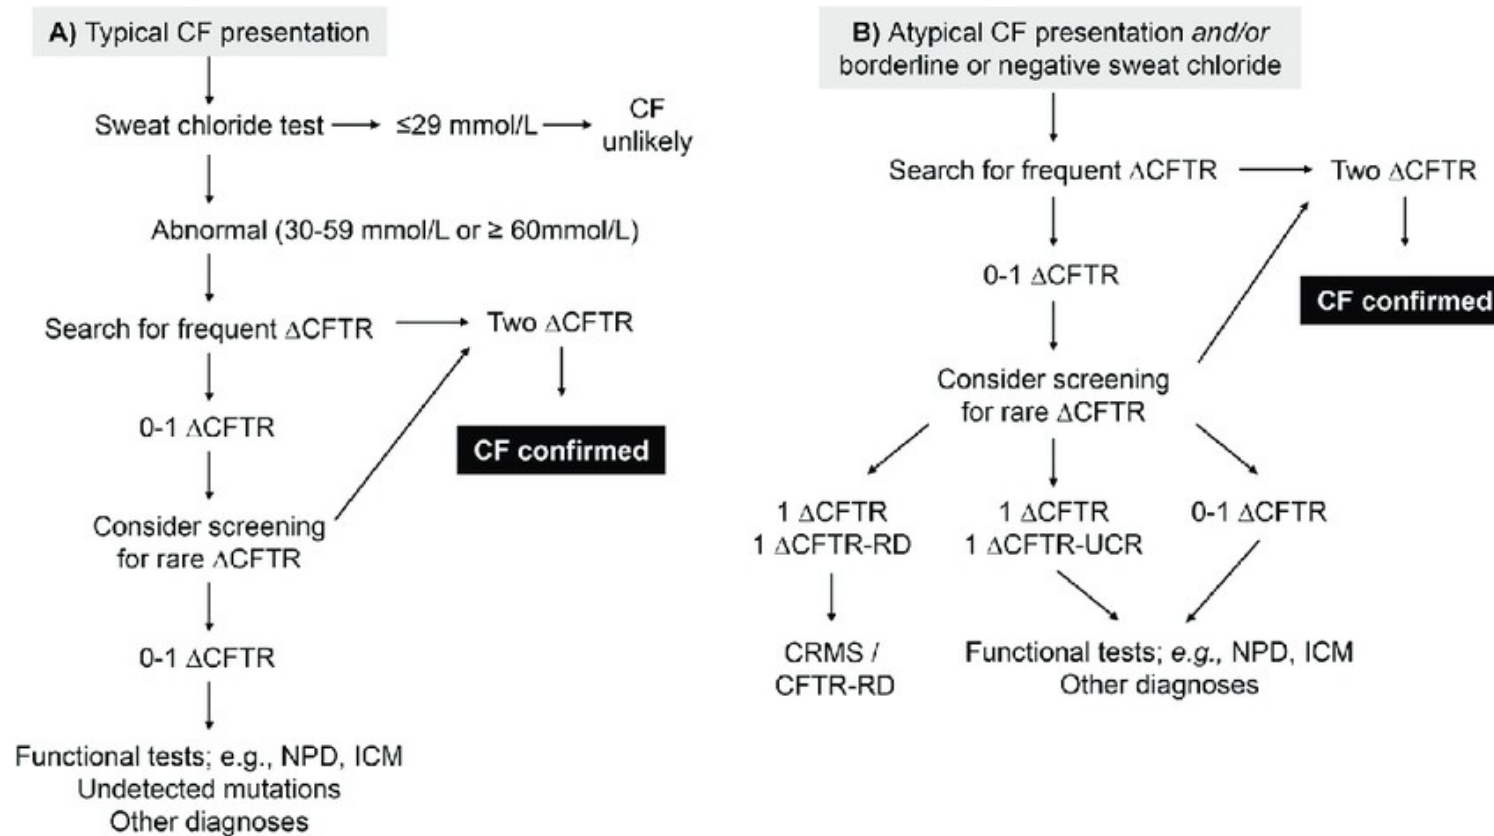 A) Typical CF presentation
Sweat chloride test
≤29 mmol/L
CF
unlikely
Abnormal (30-59 mmol/L or ≥ 60mmol/L)
Search for frequent ΔCFTR
Two ΔCFTR
0-1 ΔCFTR
CF confirmed
Consider screening
for rare ΔCFTR
0-1 ΔCFTR
Functional tests; e.g., NPD, ICM
Undetected mutations
Other diagnoses
B) Atypical CF presentation and/or
borderline or negative sweat chloride
Search for frequent ΔCFTR
Two ΔCFTR
0-1 ΔCFTR
CF confirmed
Consider screening
for rare ΔCFTR
1 ΔCFTR
1 ΔCFTR-RD
1 ΔCFTR
1 ΔCFTR-UCR
0-1 ΔCFTR
CRMS /
CFTR-RD
Functional tests; e.g., NPD, ICM
Other diagnoses